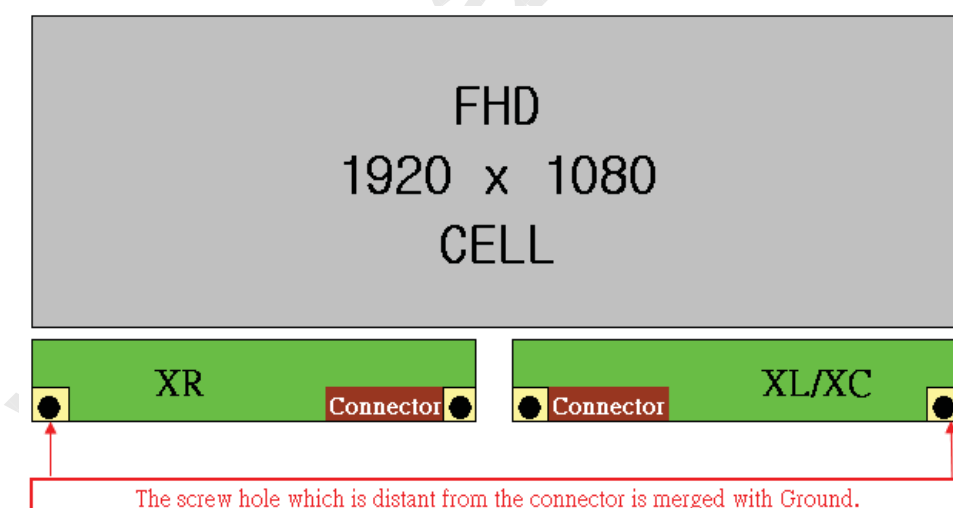 FHD
1920 x 1080
CELL
XR
XL/XC
Connector
Connector
The screw hole which is distant from the connector is merged with Ground.